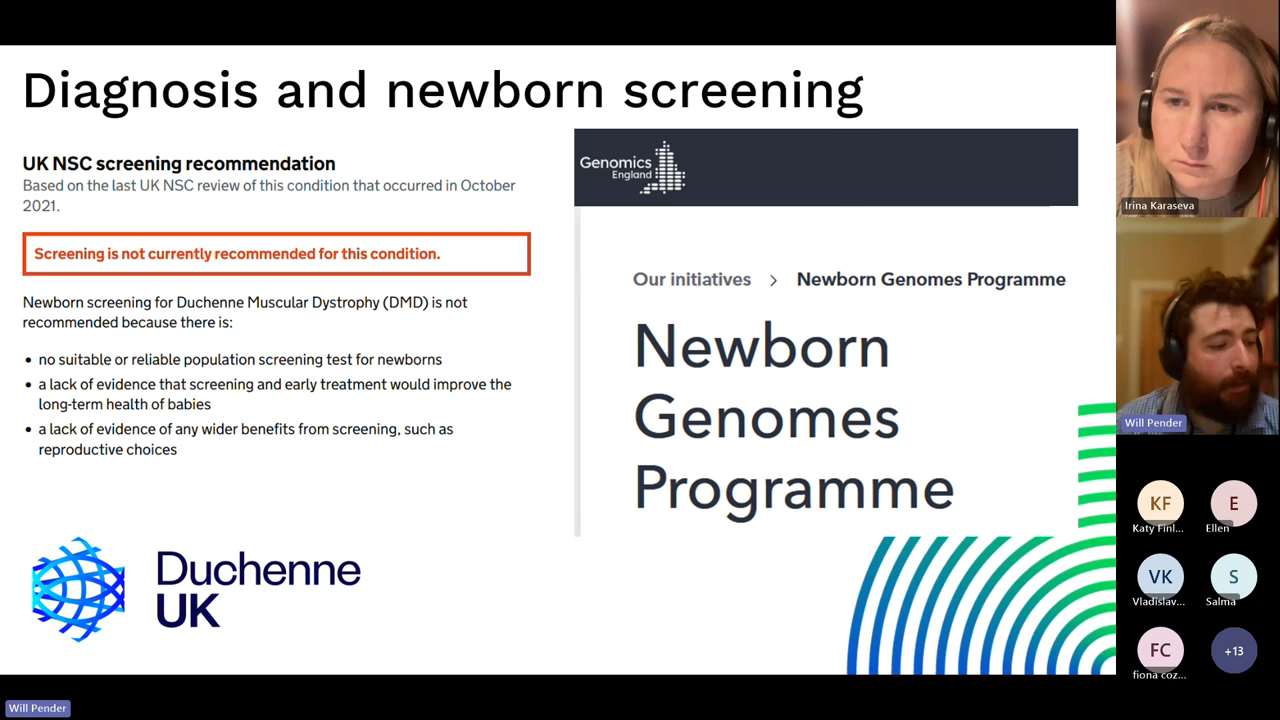 Diagnosis and newborn screening
UK NSC screening recommendation
Based on the last UK NSC review of this condition that occurred in October
2021.
Screening is not currently recommended for this condition.
Newborn screening for Duchenne Muscular Dystrophy (DMD) is not
recommended because there is:
• no suitable or reliable population screening test for newborns
• a lack of evidence that screening and early treatment would improve the
long-term health of babies
• a lack of evidence of any wider benefits from screening, such as
reproductive choices
Duchenne
UK
Genomics
England
Our initiatives > Newborn Genomes Programme
Newborn
Genomes
Programme
Irina Karaseva
Will Pender
KF
Katy Finl...
E
Ellen
VK
Vladislav...
S
Salma
FC
fiona coz...
+13
Will Pender